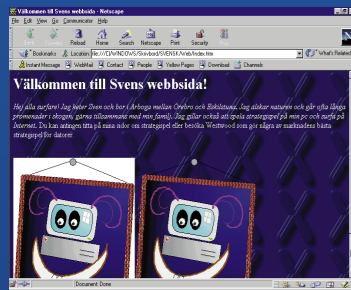 Välkommen till Svens webbsida - Netscape
File Edit View Go Communicator Help
Reload Home Search Netscape Print Security
Bookmarks Location: file:///C|/WINDOWS/Skrivbord/SVENSK/Web/Index.htm What's Related
Instant Message WebMail Contact People Yellow Pages Download Channels
Välkommen till Svens webbsida!
Hej alla surfare! Jag heter Sven och bor i Arboga mellan Örebro och Eskilstuna. Jag älskar naturen och går ofta långa
promenader i skogen, gärna tillsammans med min familj. Jag gillar också att spela strategispel på min pc och surfa på
Internet. Du kan antingen titta på mina sidor om strategispel eller besöka Westwood som gör några av marknadens bästa
strategispel för datorer.
Document: Done